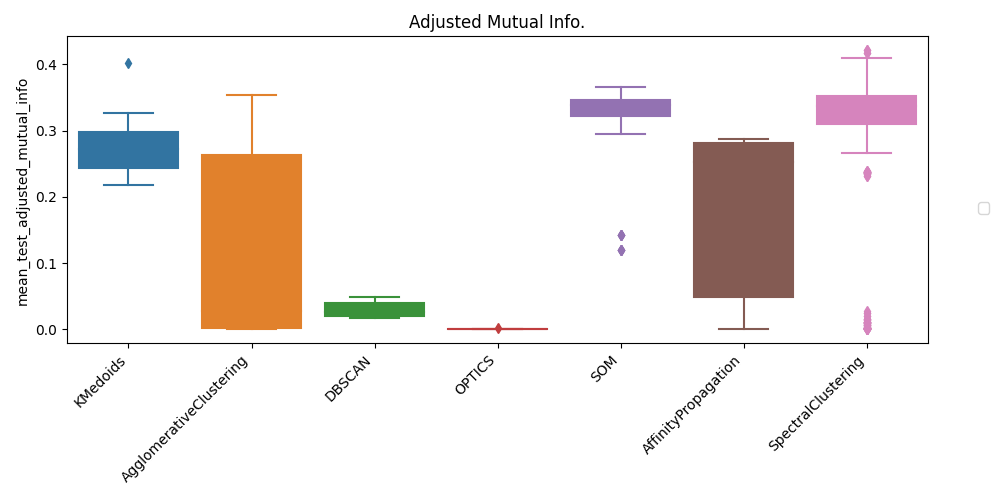 Adjusted Mutual Info.
mean_test_adjusted_mutual_info
0.4
0.3
0.2
0.1
0.0
KMedoids
AgglomerativeClustering
DBSCAN
OPTICS
SOM
AffinityPropagation
SpectralClustering